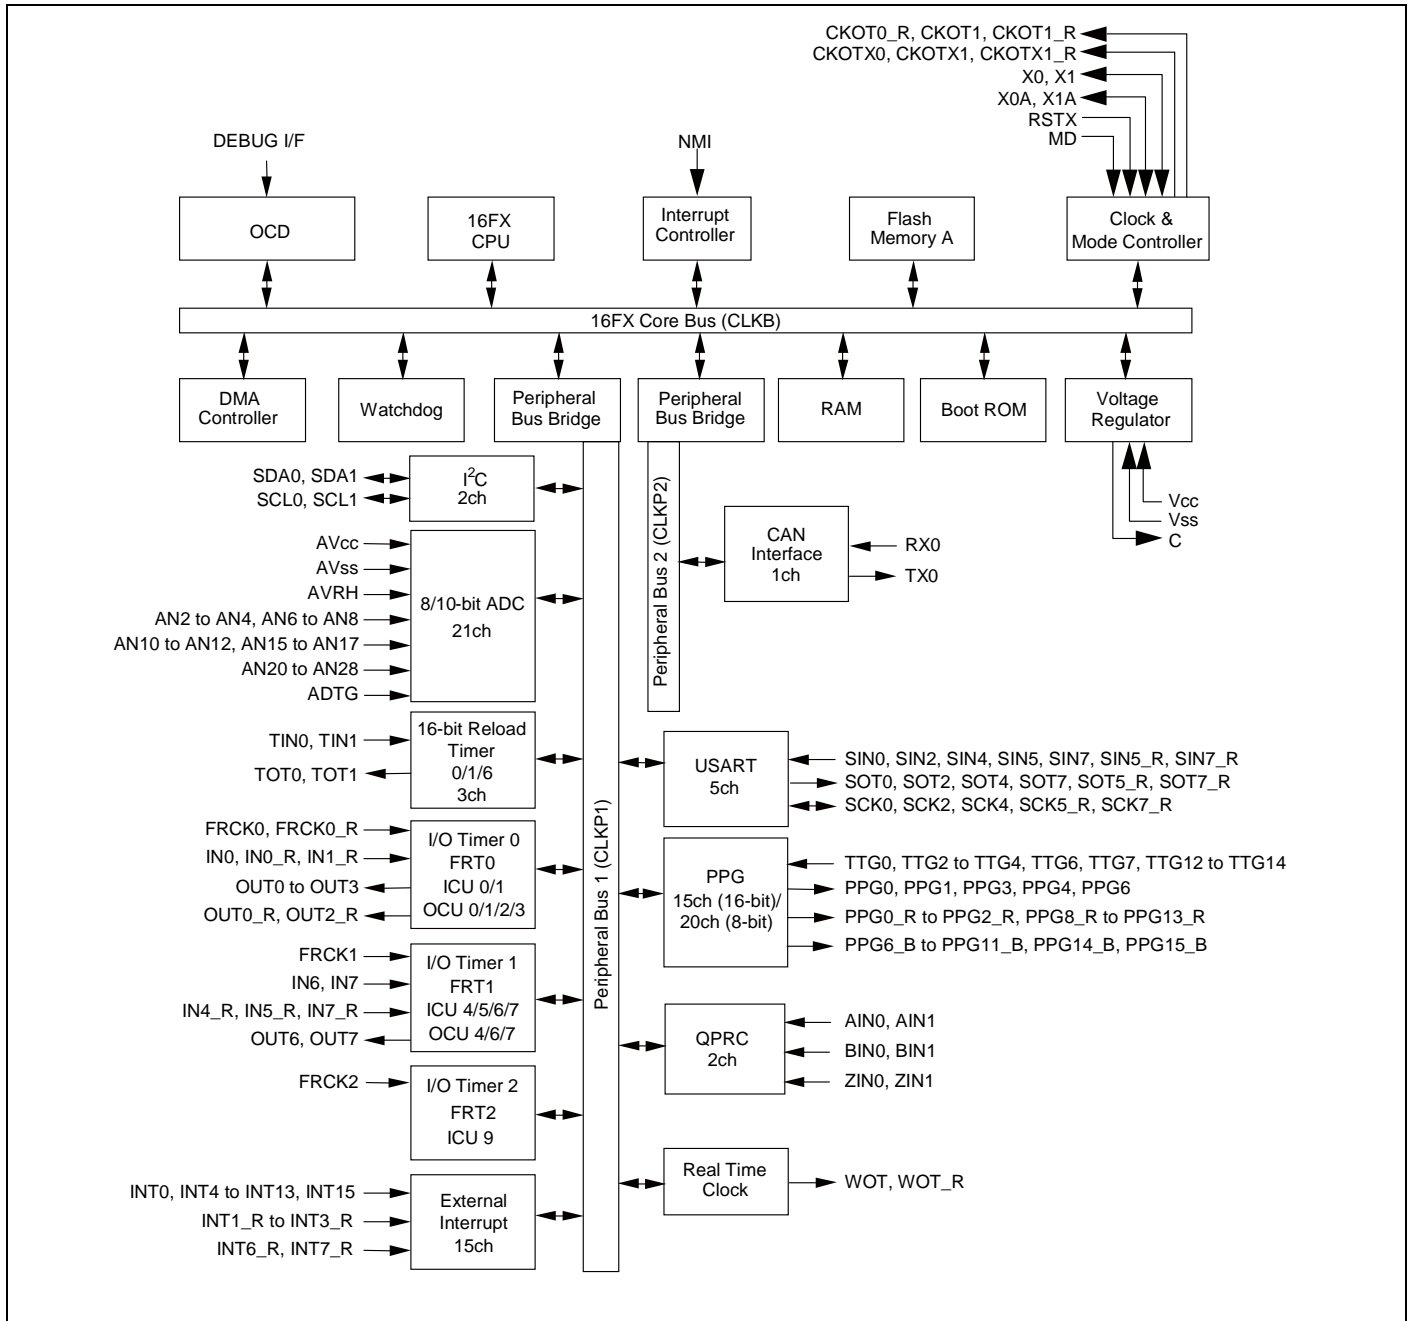 CKOT0_R, CKOT1, CKOT1_R
CKOTX0, CKOTX1, CKOTX1_R
X0, X1
X0A, X1A
RSTX
MD
DEBUG I/F
NMI
OCD
16FX
CPU
Interrupt
Controller
Flash
Memory A
Clock &
Mode Controller
16FX Core Bus (CLKB)
DMA
Controller
Watchdog
Peripheral
Bus Bridge
Peripheral
Bus Bridge
RAM
Boot ROM
Voltage
Regulator
Vcc
Vss
C
SDA0, SDA1
SCL0, SCL1
I²C
2ch
AVcc
AVss
AVRH
AN2 to AN4, AN6 to AN8
AN10 to AN12, AN15 to AN17
AN20 to AN28
ADTG
8/10-bit ADC
21ch
Peripheral Bus 2 (CLKP2)
CAN
Interface
1ch
RX0
TX0
TIN0, TIN1
TOT0, TOT1
16-bit Reload
Timer
0/1/6
3ch
Peripheral Bus 1 (CLKP1)
USART
5ch
SIN0, SIN2, SIN4, SIN5, SIN7, SIN5_R, SIN7_R
SOT0, SOT2, SOT4, SOT7, SOT5_R, SOT7_R
SCK0, SCK2, SCK4, SCK5_R, SCK7_R
FRCK0, FRCK0_R
IN0, IN0_R, IN1_R
OUT0 to OUT3
OUT0_R, OUT2_R
I/O Timer 0
FRT0
ICU 0/1
OCU 0/1/2/3
PPG
15ch (16-bit)/
20ch (8-bit)
TTG0, TTG2 to TTG4, TTG6, TTG7, TTG12 to TTG14
PPG0, PPG1, PPG3, PPG4, PPG6
PPG0_R to PPG2_R, PPG8_R to PPG13_R
PPG6_B to PPG11_B, PPG14_B, PPG15_B
FRCK1
IN6, IN7
IN4_R, IN5_R, IN7_R
OUT6, OUT7
I/O Timer 1
FRT1
ICU 4/5/6/7
OCU 4/6/7
QPRC
2ch
AIN0, AIN1
BIN0, BIN1
ZIN0, ZIN1
FRCK2
I/O Timer 2
FRT2
ICU 9
Real Time
Clock
WOT, WOT_R
INT0, INT4 to INT13, INT15
INT1_R to INT3_R
INT6_R, INT7_R
External
Interrupt
15ch